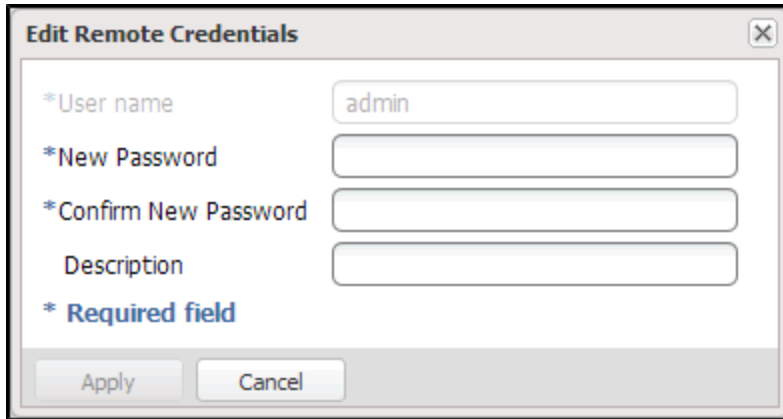 Edit Remote Credentials
*User name admin
*New Password
*Confirm New Password
Description
* Required field
Apply Cancel